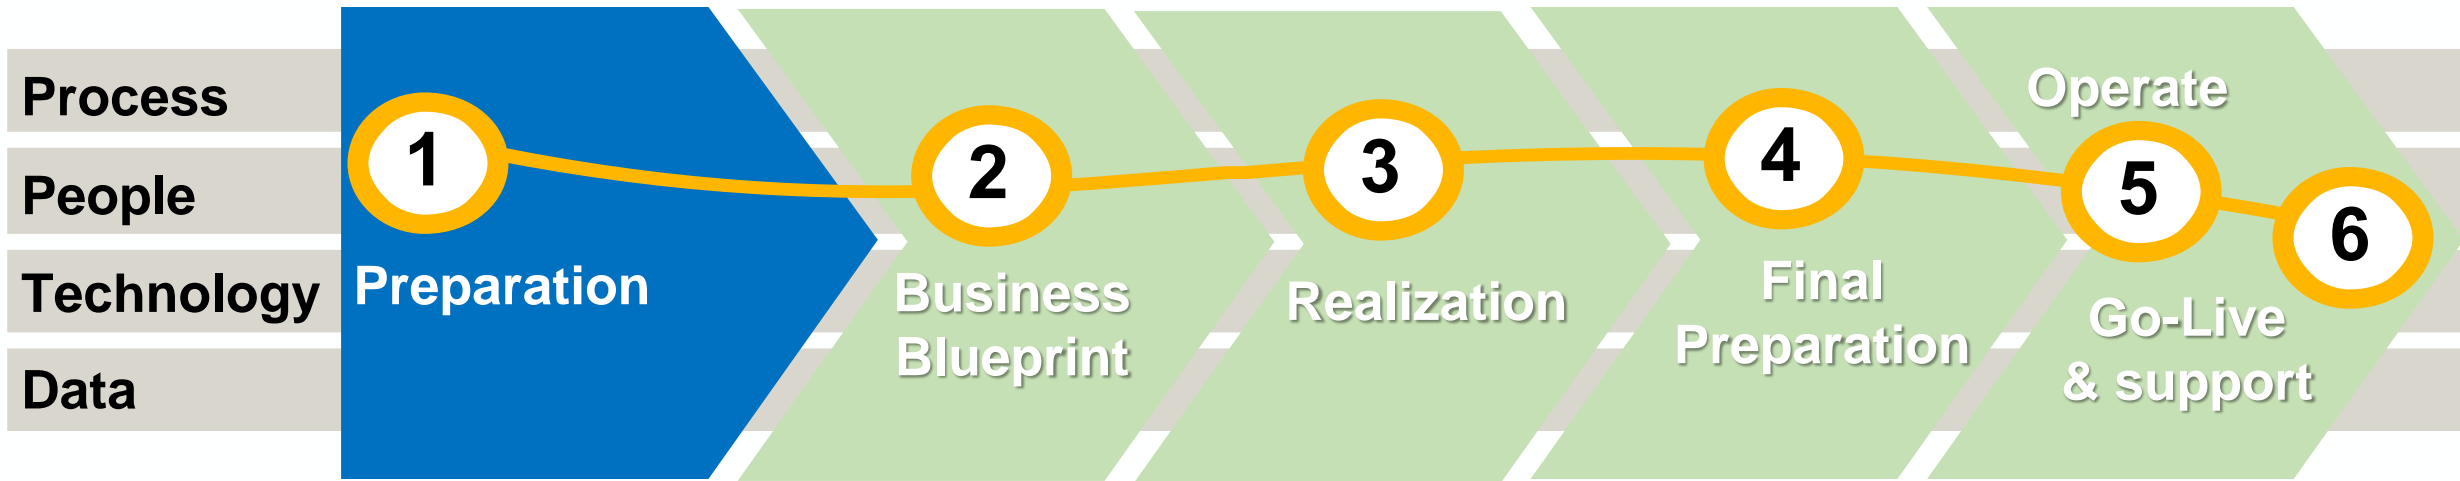 Process
People
Technology
Data
1
Preparation
2
Business
Blueprint
3
Realization
4
Final
Preparation
Operate
5
6
Go-Live
& support